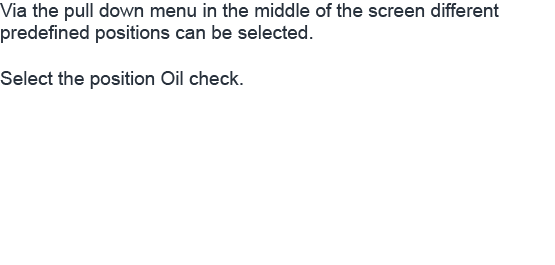 Via the pull down menu in the middle of the screen different
predefined positions can be selected.
Select the position Oil check.